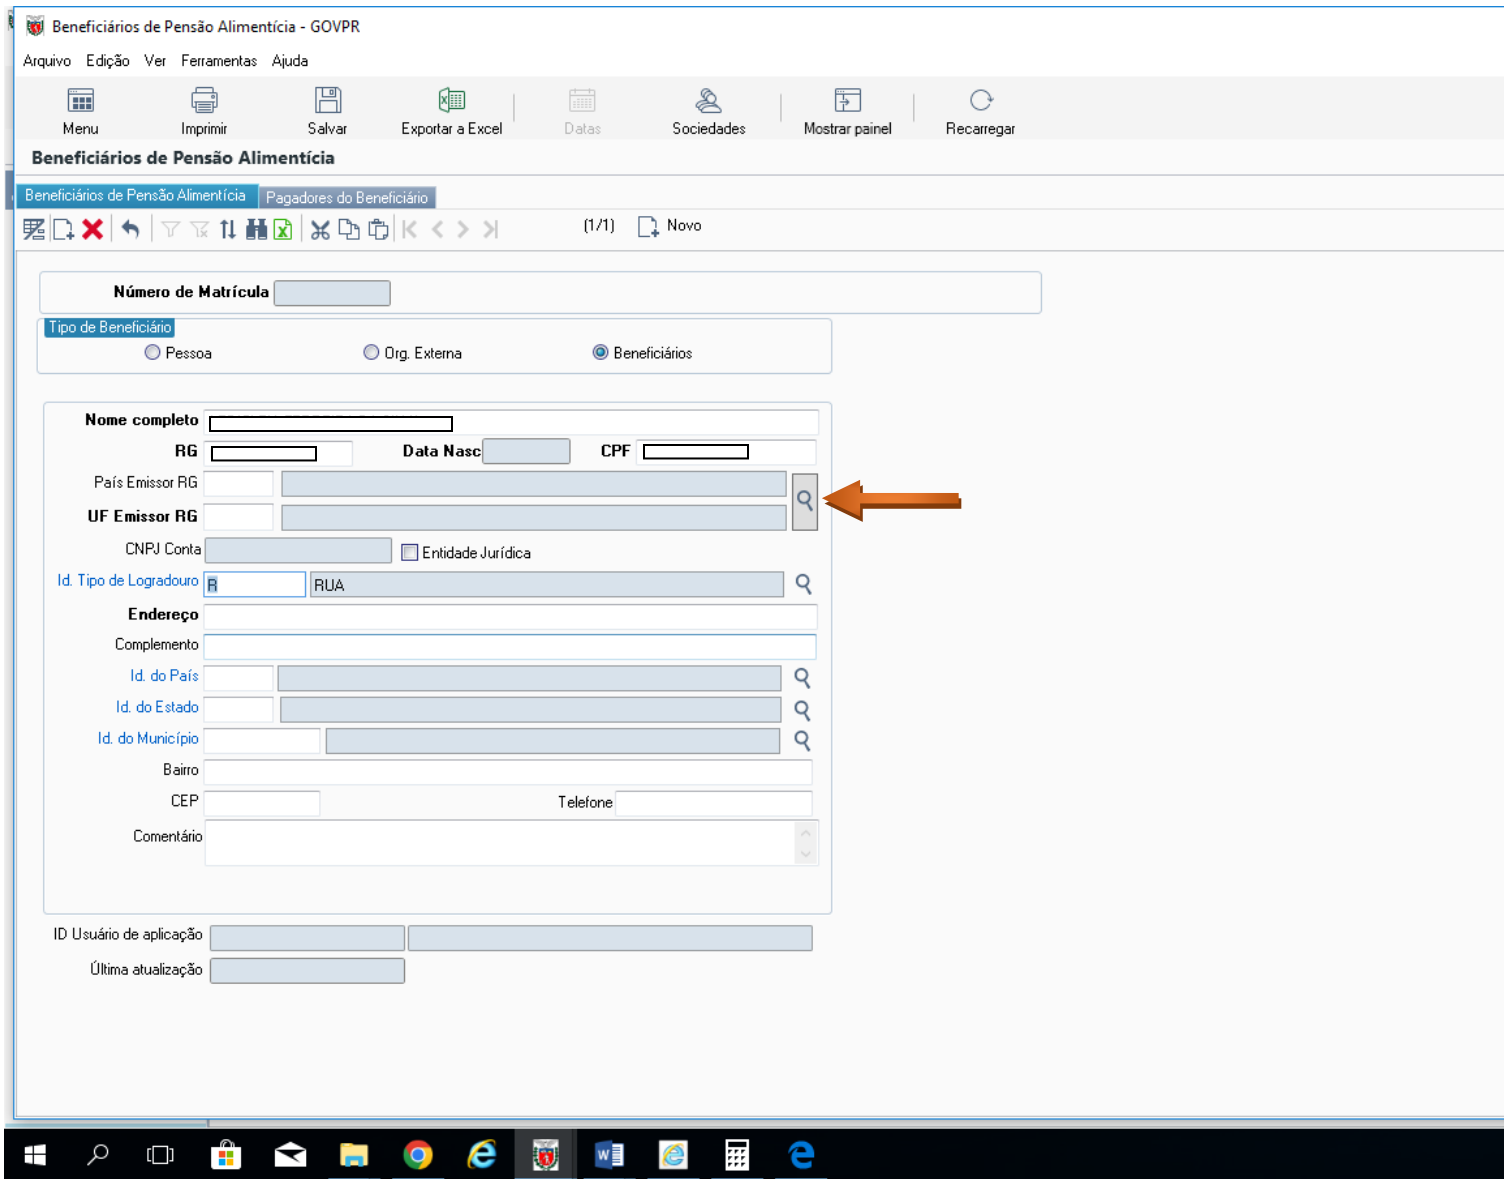 Beneficiários de Pensão Alimentícia - GOVPR
Arquivo Edição Ver Ferramentas Ajuda
Menu Imprimir Salvar Exportar a Excel Datas Sociedades Mostrar painel Recarregar
Beneficiários de Pensão Alimentícia
Beneficiários de Pensão Alimentícia Pagadores do Beneficiário
(1/1) Novo
Número de Matrícula
Tipo de Beneficiário
Pessoa Org. Externa Beneficiários
Nome completo
RG Data Nasc CPF
País Emissor RG
UF Emissor RG
CNPJ Conta Entidade Jurídica
Id. Tipo de Logradouro R RUA
Endereço
Complemento
Id. do País
Id. do Estado
Id. do Município
Bairro
CEP Telefone
Comentário
ID Usuário de aplicação
Última atualização